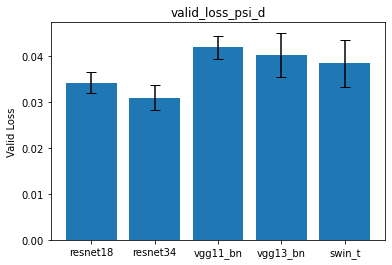 valid_loss_psi_d
Valid Loss
0.04
0.03
0.02
0.01
0.00
resnet18 resnet34 vgg11_bn vgg13_bn swin_t